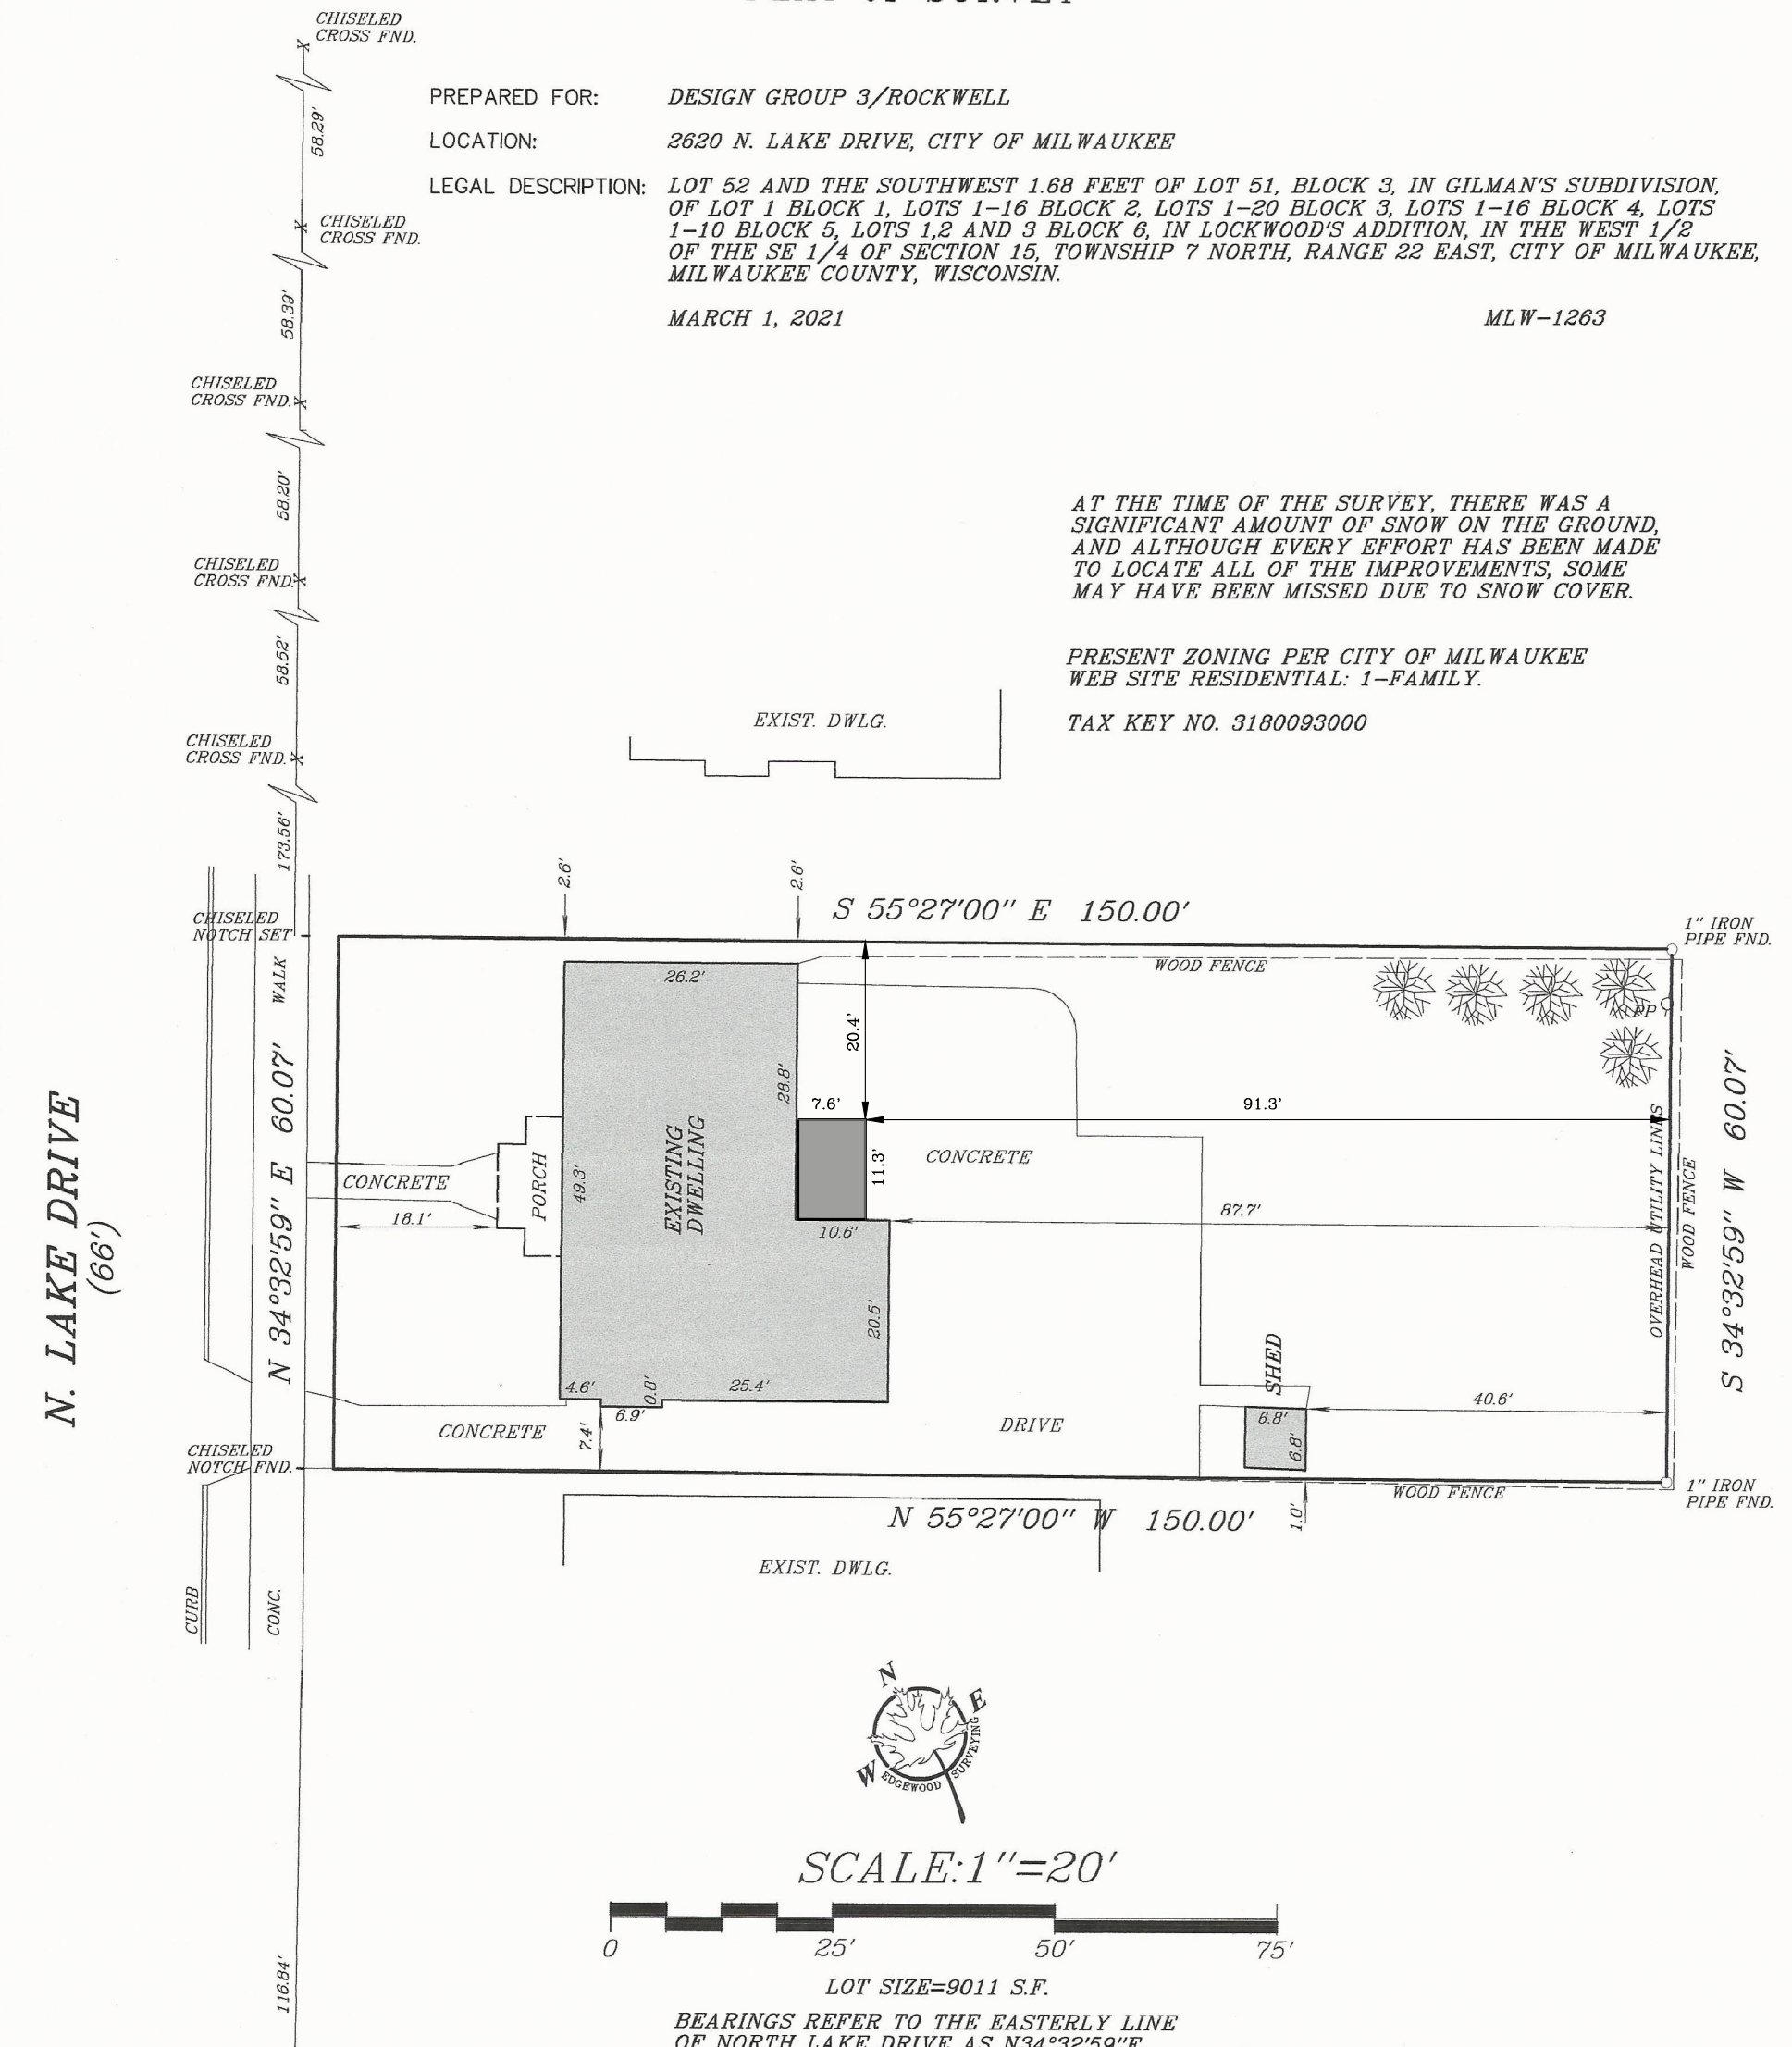 CHISELED
CROSS FND.
58.29'
PREPARED FOR: DESIGN GROUP 3/ROCKWELL
LOCATION: 2620 N. LAKE DRIVE, CITY OF MILWAUKEE
LEGAL DESCRIPTION: LOT 52 AND THE SOUTHWEST 1.68 FEET OF LOT 51, BLOCK 3, IN GILMAN'S SUBDIVISION,
OF LOT 1 BLOCK 1, LOTS 1-16 BLOCK 2, LOTS 1-20 BLOCK 3, LOTS 1-16 BLOCK 4, LOTS
1-10 BLOCK 5, LOTS 1,2 AND 3 BLOCK 6, IN LOCKWOOD'S ADDITION, IN THE WEST 1/2
OF THE SE 1/4 OF SECTION 15, TOWNSHIP 7 NORTH, RANGE 22 EAST, CITY OF MILWAUKEE,
MILWAUKEE COUNTY, WISCONSIN.
MARCH 1, 2021 MLW-1263
CHISELED
CROSS FND.
58.39'
CHISELED
CROSS FND.
58.20'
CHISELED
CROSS FND.
58.52'
CHISELED
CROSS FND.
173.56'
AT THE TIME OF THE SURVEY, THERE WAS A
SIGNIFICANT AMOUNT OF SNOW ON THE GROUND,
AND ALTHOUGH EVERY EFFORT HAS BEEN MADE
TO LOCATE ALL OF THE IMPROVEMENTS, SOME
MAY HAVE BEEN MISSED DUE TO SNOW COVER.
PRESENT ZONING PER CITY OF MILWAUKEE
WEB SITE RESIDENTIAL: 1-FAMILY.
TAX KEY NO. 3180093000
EXIST. DWLG.
2.6'
2.6'
S 55°27'00" E 150.00'
CHISELED
NOTCH SET
1" IRON
PIPE FND.
WALK
26.2'
WOOD FENCE
PP
20.4'
28.8'
7.6'
91.3'
11.3'
CONCRETE
N. LAKE DRIVE
(66')
N 34°32'59" E 60.07'
CONCRETE
18.1'
PORCH
49.3'
EXISTING
DWELLING
10.6'
87.7'
OVERHEAD UTILITY LINES
WOOD FENCE
S 34°32'59" W 60.07'
20.5'
4.6'
6.9'
0.8'
25.4'
7.4'
CONCRETE
DRIVE
SHED
6.8'
6.8'
40.6'
CHISELED
NOTCH FND.
1" IRON
PIPE FND.
WOOD FENCE
1.0'
N 55°27'00" W 150.00'
EXIST. DWLG.
CURB
CONC.
N
E
W
EDGEWOOD SURVEYING
SCALE:1"=20'
0 25' 50' 75'
116.84'
LOT SIZE=9011 S.F.
BEARINGS REFER TO THE EASTERLY LINE
OF NORTH LAKE DRIVE AS N34°32'59"E